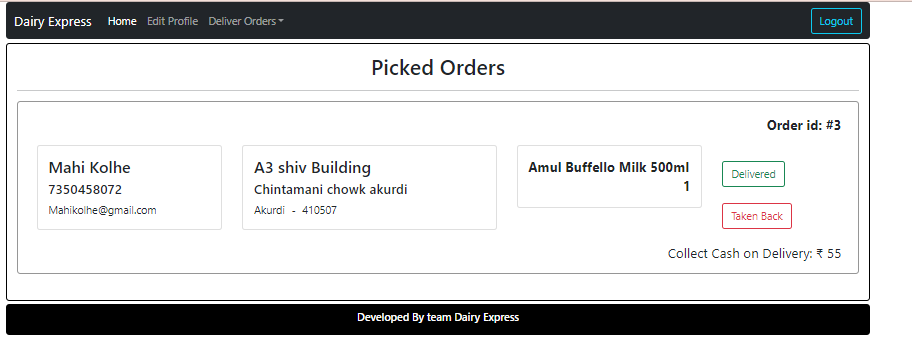 Dairy Express Home Edit Profile Deliver Orders Logout
Picked Orders
Order id: #3
Mahi Kolhe
7350458072
Mahikolhe@gmail.com
A3 shiv Building
Chintamani chowk akurdi
Akurdi - 410507
Amul Buffello Milk 500ml
1
Delivered
Taken Back
Collect Cash on Delivery: ₹ 55
Developed By team Dairy Express